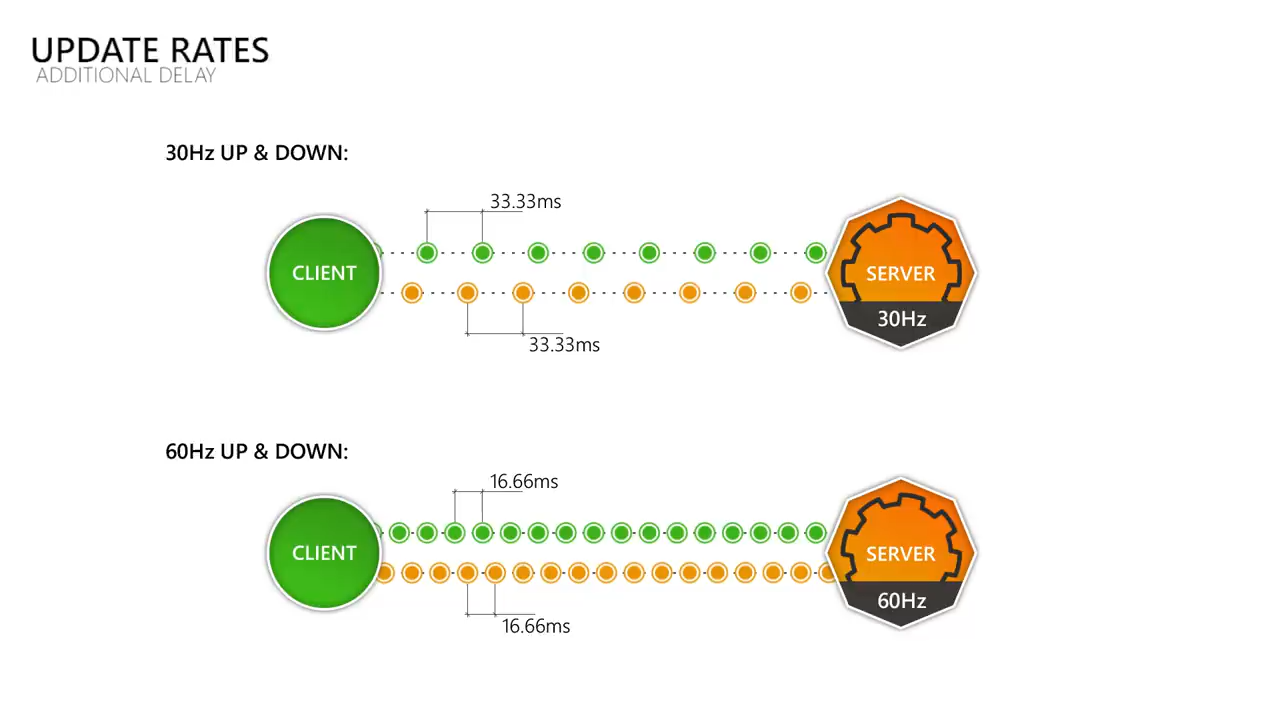 UPDATE RATES
ADDITIONAL DELAY
30Hz UP & DOWN:
33.33ms
CLIENT
SERVER
30Hz
33.33ms
60Hz UP & DOWN:
16.66ms
CLIENT
SERVER
60Hz
16.66ms